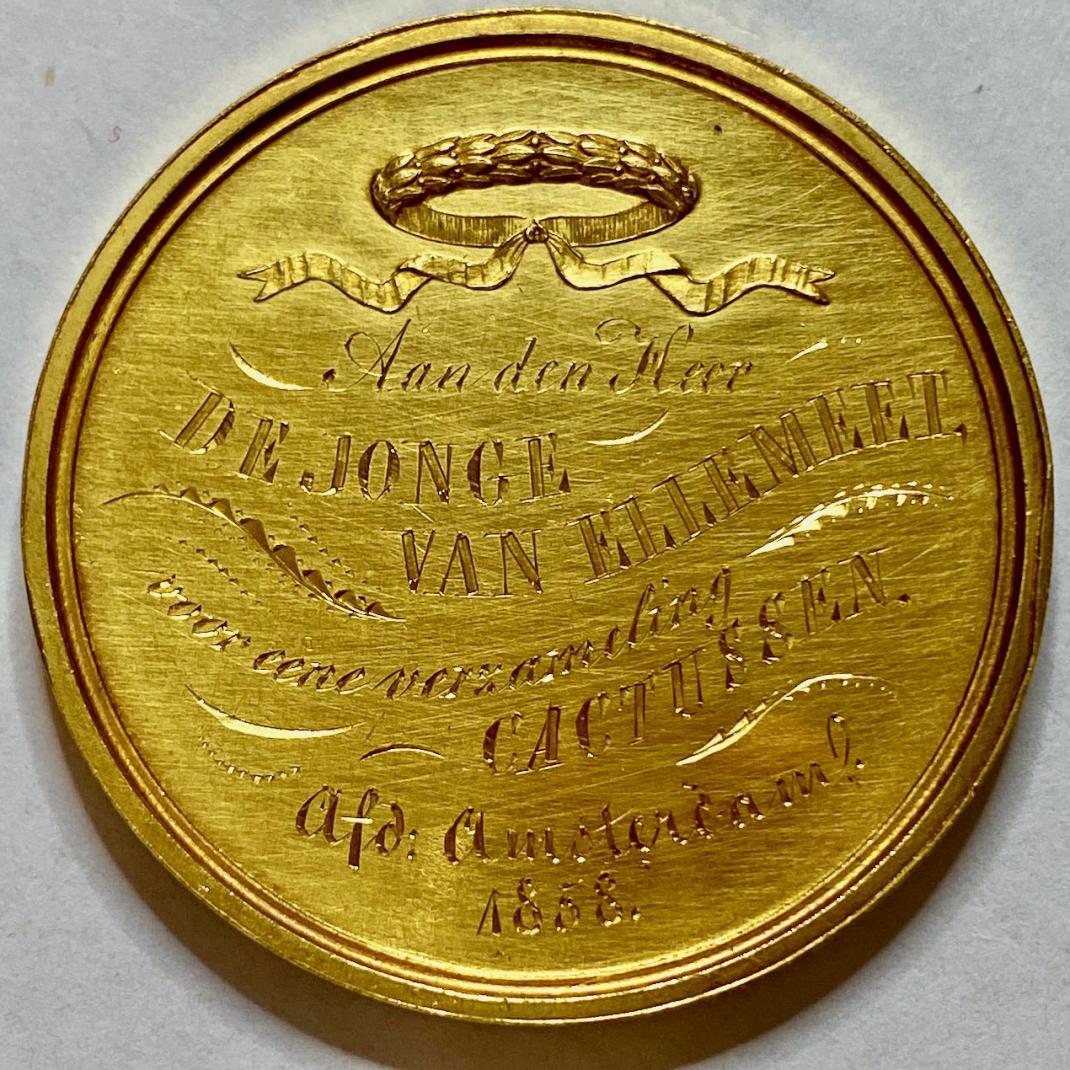 Aan den Heer
DE JONGE
VAN ELLEMEET
voor eene verzameling
CACTUSSEN.
Afd: Amsterdam
1858.